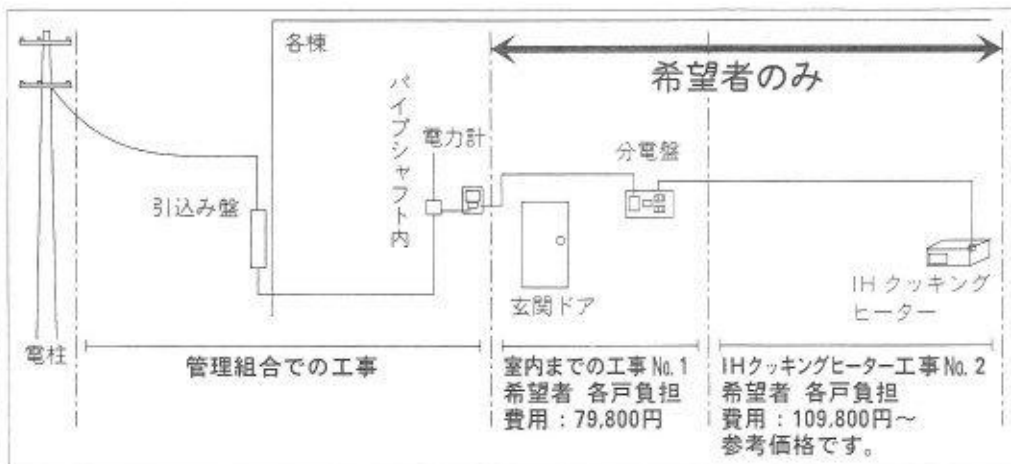 各棟
希望者のみ
パイプシャフト内
電力計
分電盤
引込み盤
玄関ドア
IHクッキング
ヒーター
電柱
管理組合での工事
室内までの工事 No. 1
希望者 各戸負担
費用：79,800円
IHクッキングヒーター工事 No. 2
希望者 各戸負担
費用：109,800円～
参考価格です。